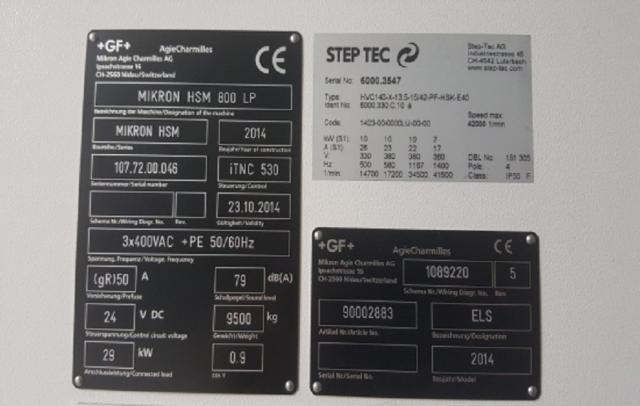 +GF+ AgieCharmilles
Mikron Agie Charmilles AG
Ipsachstrasse 16
CH-2560 Nidau/Switzerland
CE
MIKRON HSM 800 LP
Bezeichnung der Maschine/Designation of the machine
MIKRON HSM
2014
Baureihe/Series
Baujahr/Year of construction
107.72.00.046
iTNC 530
Seriennummer/Serial number
Steuerung/Control
23.10.2014
Schema Nr./Wiring Diagr. No.
Rev.
Gültigkeit/Validity
3x400VAC +PE 50/60Hz
Spannung, Frequenz/Voltage, Frequency
(gR)50 A
79 dB(A)
Versicherung/Prefuse
Schallpegel/Sound level
24 V DC
9500 kg
Steuerspannung/Control circuit voltage
Gewicht/Weight
29 kW
0.9
Anschlussleistung/Connected load
cos
STEP TEC
Step-Tec AG
Industriestrasse 45
CH-4542 Luterbach
www.step-tec.com
Serial No: 6000.3547
Type: HVC140-X-13.5-15/42-PF-HSK-E40
Ident No: 6000.330.C.10
Code: 1423-00-0000LU-00-00
Speed max.
42000 1/min
kW (S1): 10 10 10 7
A (S1): 26 23 22 17
V: 330 380 380 380
Hz: 500 580 1167 1400
1/min: 14700 17200 34500 41500
DBL No 151 305
Pole: 4
Class: IP55 F
+GF+ AgieCharmilles
CE
Mikron Agie Charmilles AG
Ipsachstrasse 16
CH-2560 Nidau/Switzerland
1089220
5
Schema Nr./Wiring Diagr. No.
Rev.
90002883
ELS
Artikel Nr./Article No.
Bezeichnung/Designation
2014
Serial Nr./Serial No.
Baujahr/Model